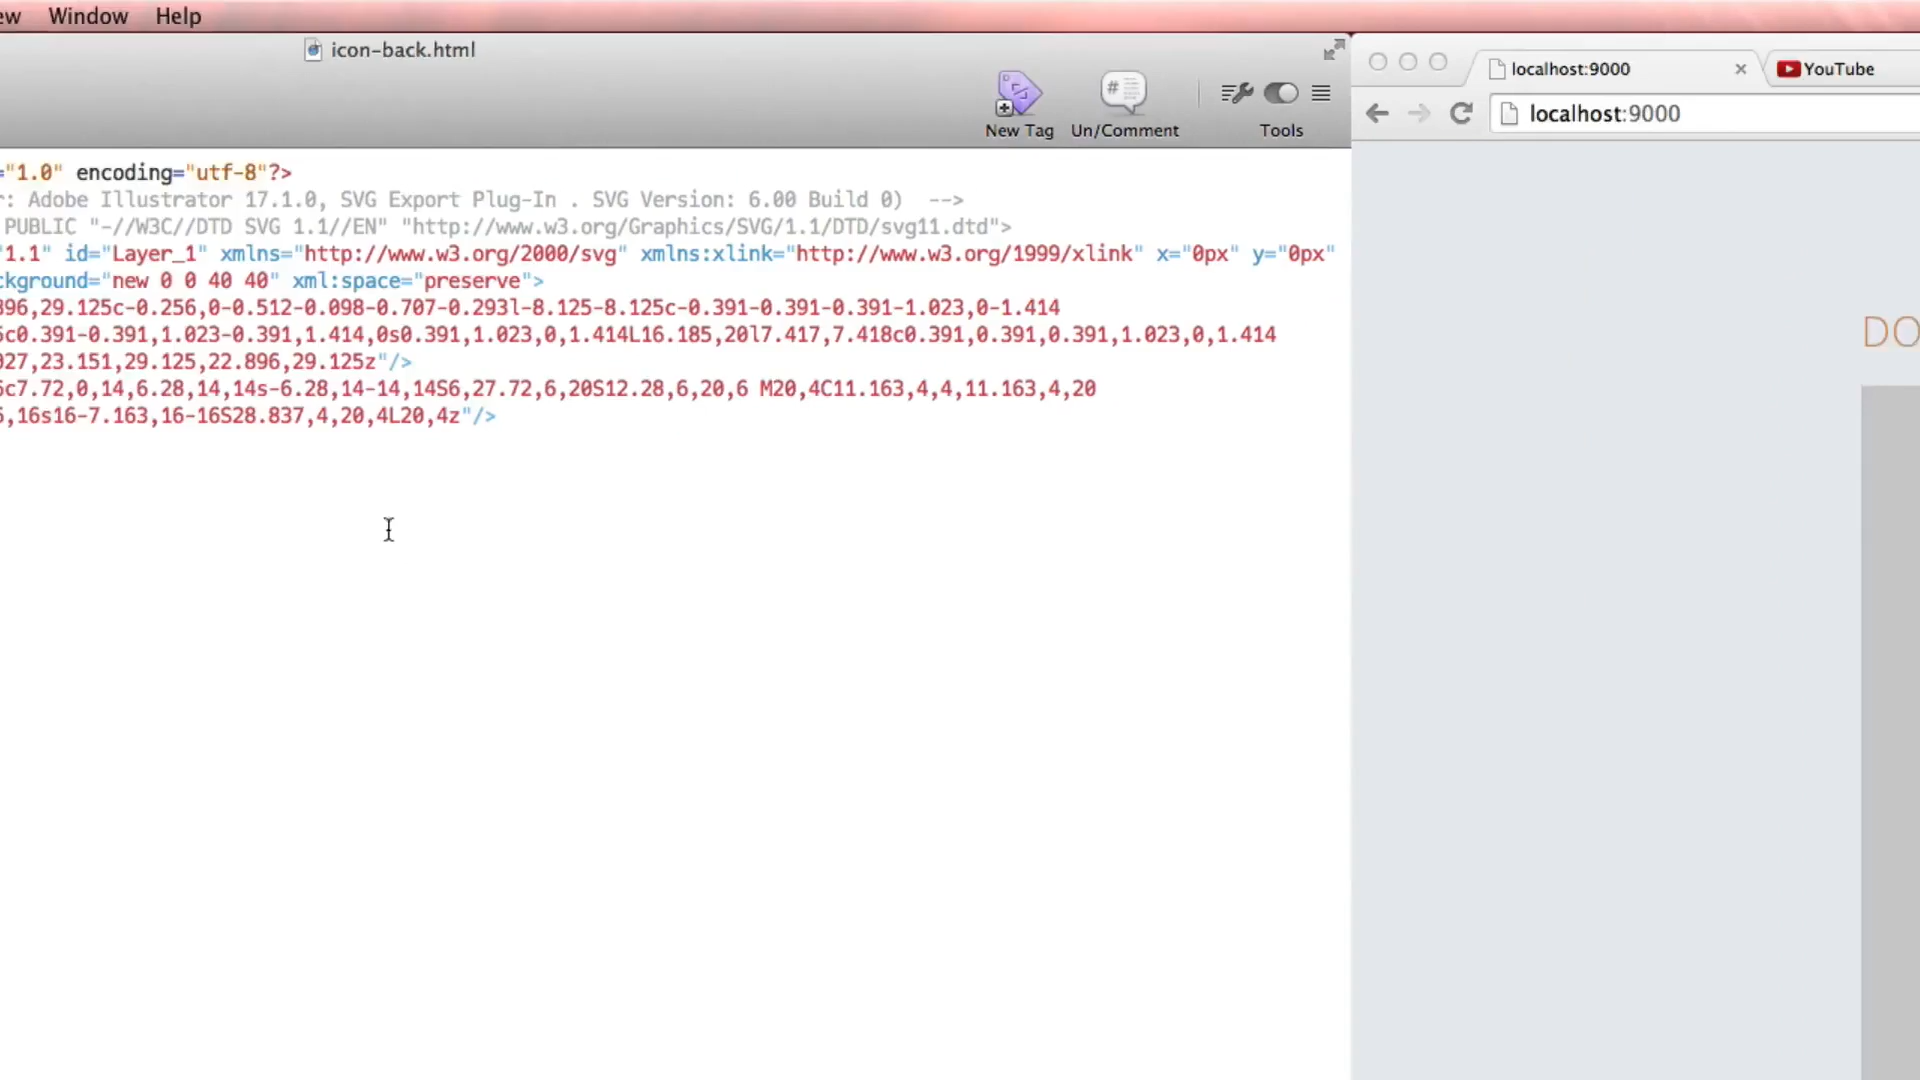 ew Window Help
icon-back.html
New Tag
Un/Comment
Tools
localhost:9000
YouTube
localhost:9000
="1.0" encoding="utf-8"?>
r: Adobe Illustrator 17.1.0, SVG Export Plug-In . SVG Version: 6.00 Build 0)  -->
PUBLIC "-//W3C//DTD SVG 1.1//EN" "http://www.w3.org/Graphics/SVG/1.1/DTD/svg11.dtd">
"1.1" id="Layer_1" xmlns="http://www.w3.org/2000/svg" xmlns:xlink="http://www.w3.org/1999/xlink" x="0px" y="0px"
ckground="new 0 0 40 40" xml:space="preserve">
896,29.125c-0.256,0-0.512-0.098-0.707-0.293l-8.125-8.125c-0.391-0.391-0.391-1.023,0-1.414
5c0.391-0.391,1.023-0.391,1.414,0s0.391,1.023,0,1.414L16.185,20l7.417,7.418c0.391,0.391,0.391,1.023,0,1.414
927,23.151,29.125,22.896,29.125z"/>
6c7.72,0,14,6.28,14,14s-6.28,14-14,14S6,27.72,6,20S12.28,6,20,6 M20,4C11.163,4,4,11.163,4,20
6,16s16-7.163,16-16S28.837,4,20,4L20,4z"/>
DO